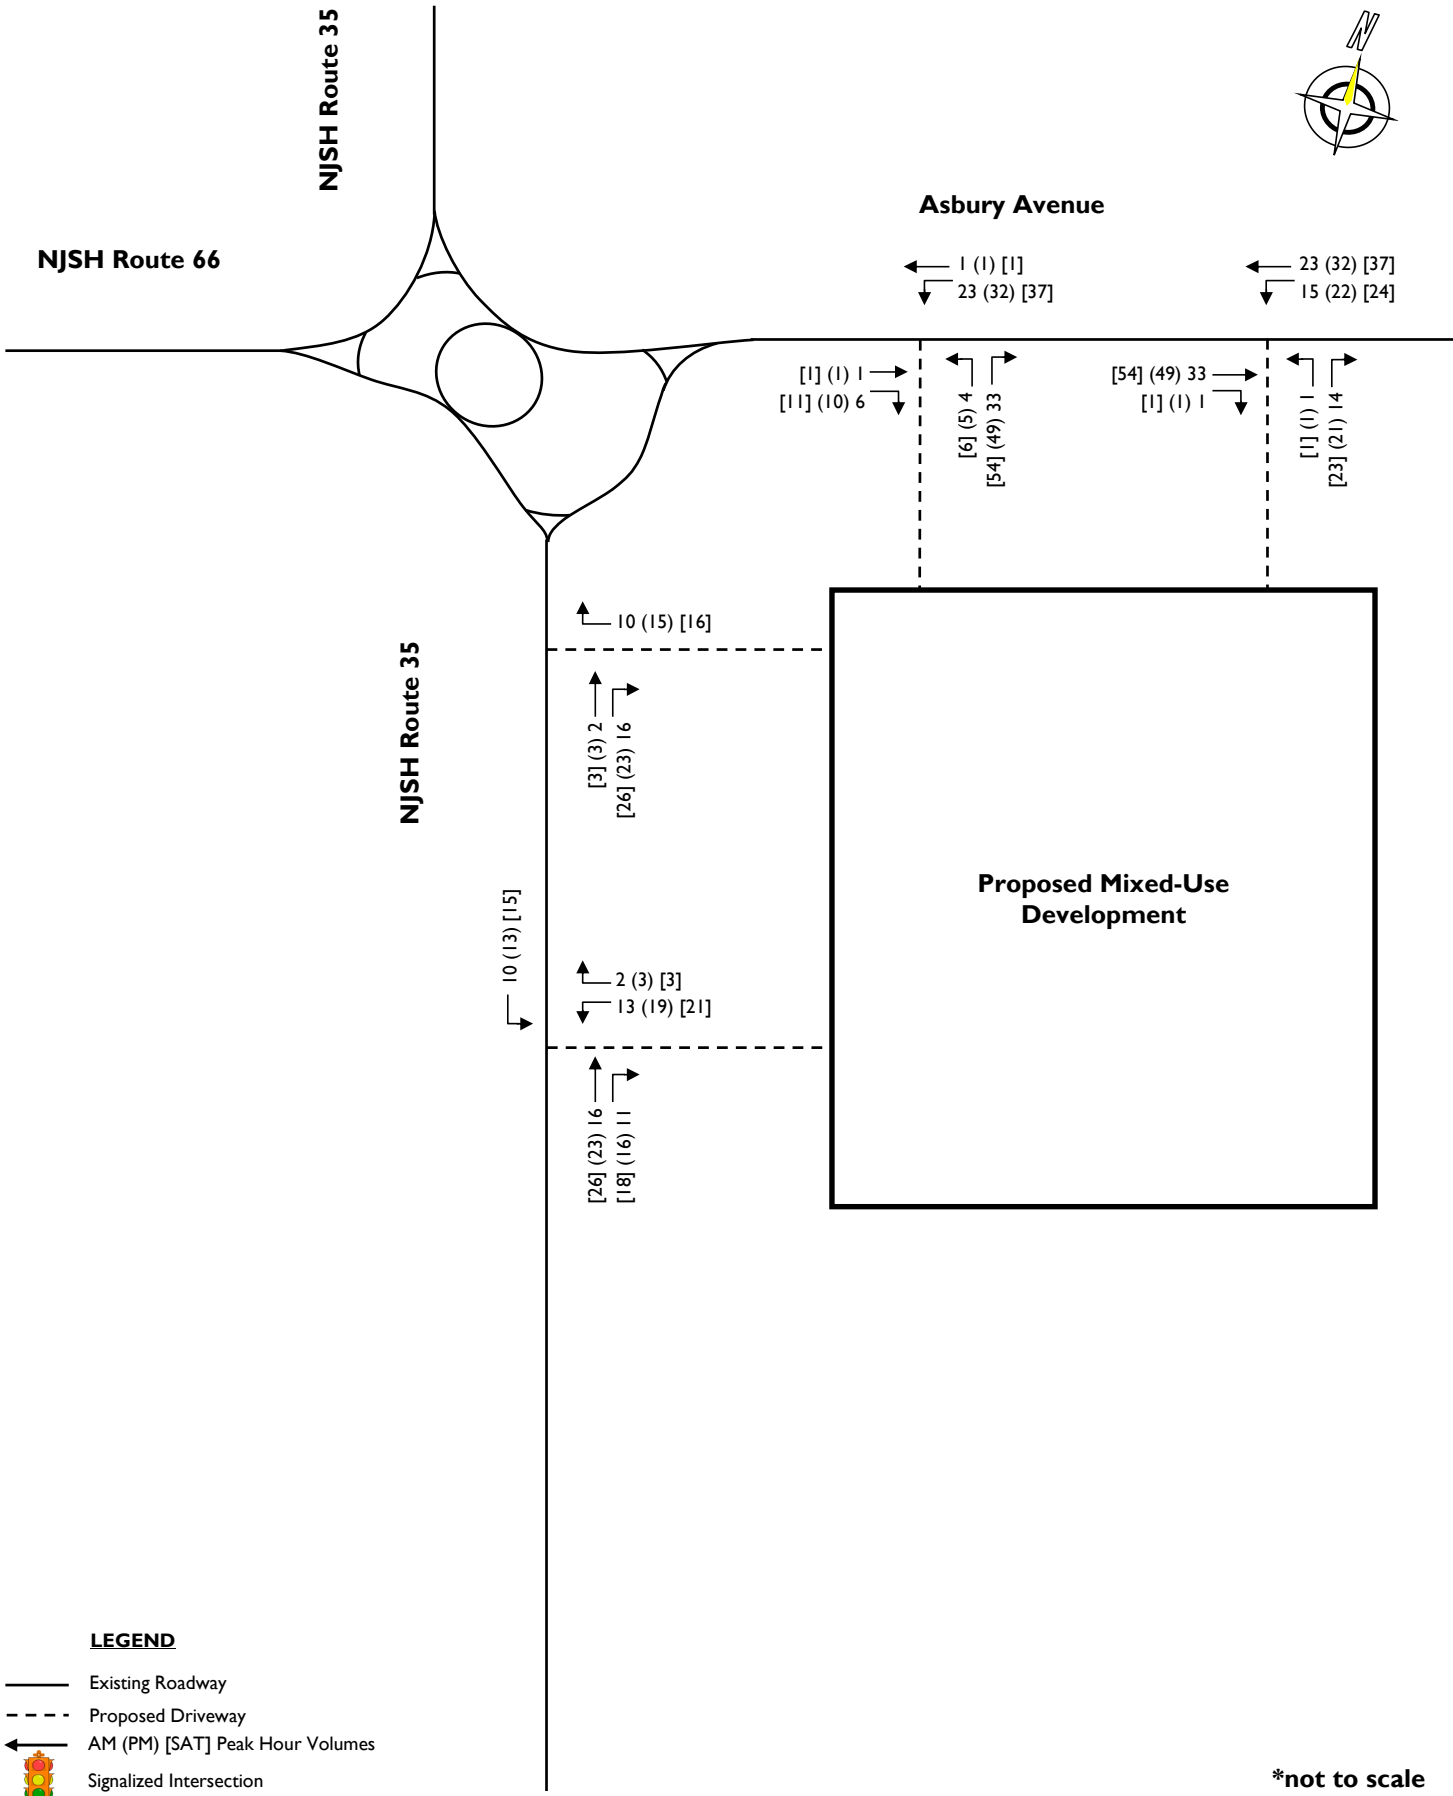 NJSH Route 35
N
Asbury Avenue
NJSH Route 66
1 (1) [1]
23 (32) [37]
23 (32) [37]
15 (22) [24]
[1] (1) 1
[11] (10) 6
[6] (5) 4
[54] (49) 33
[54] (49) 33
[1] (1) 1
[1] (1) 1
[23] (21) 14
10 (15) [16]
NJSH Route 35
[3] (3) 2
[26] (23) 16
Proposed Mixed-Use
Development
10 (13) [15]
2 (3) [3]
13 (19) [21]
[26] (23) 16
[18] (16) 11
LEGEND
Existing Roadway
Proposed Driveway
AM (PM) [SAT] Peak Hour Volumes
Signalized Intersection
*not to scale